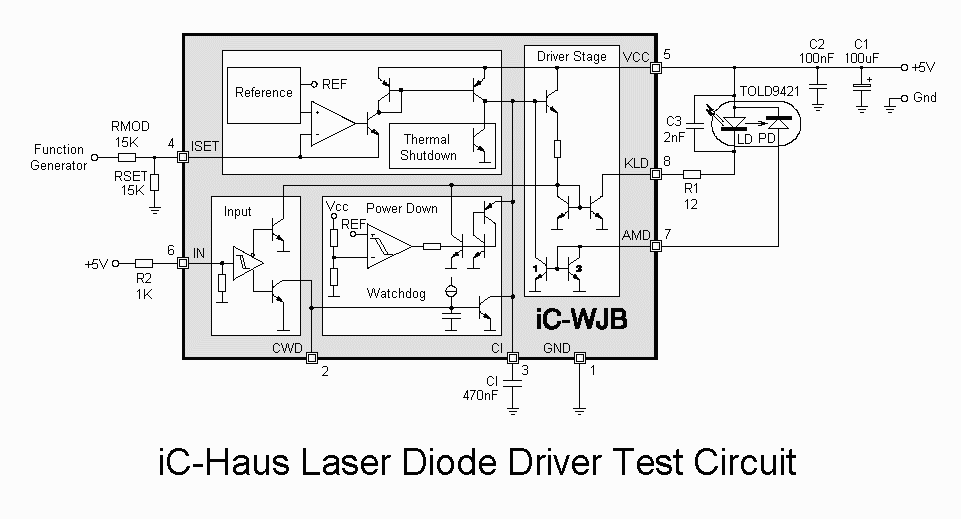 Driver Stage
VCC
5
C2
100nF
C1
100uF
+
+5V
Gnd
Reference
REF
+
-
TOLD9421
C3
2nF
LD
PD
RMOD
15K
4
ISET
Function
Generator
RSET
15K
Thermal
Shutdown
KLD
8
R1
12
Input
Vcc
REF
Power Down
AMD
7
6
IN
+5V
R2
1K
+
-
Watchdog
1
3
iC-WJB
CWD
2
CI
3
GND
1
CI
470nF
iC-Haus Laser Diode Driver Test Circuit